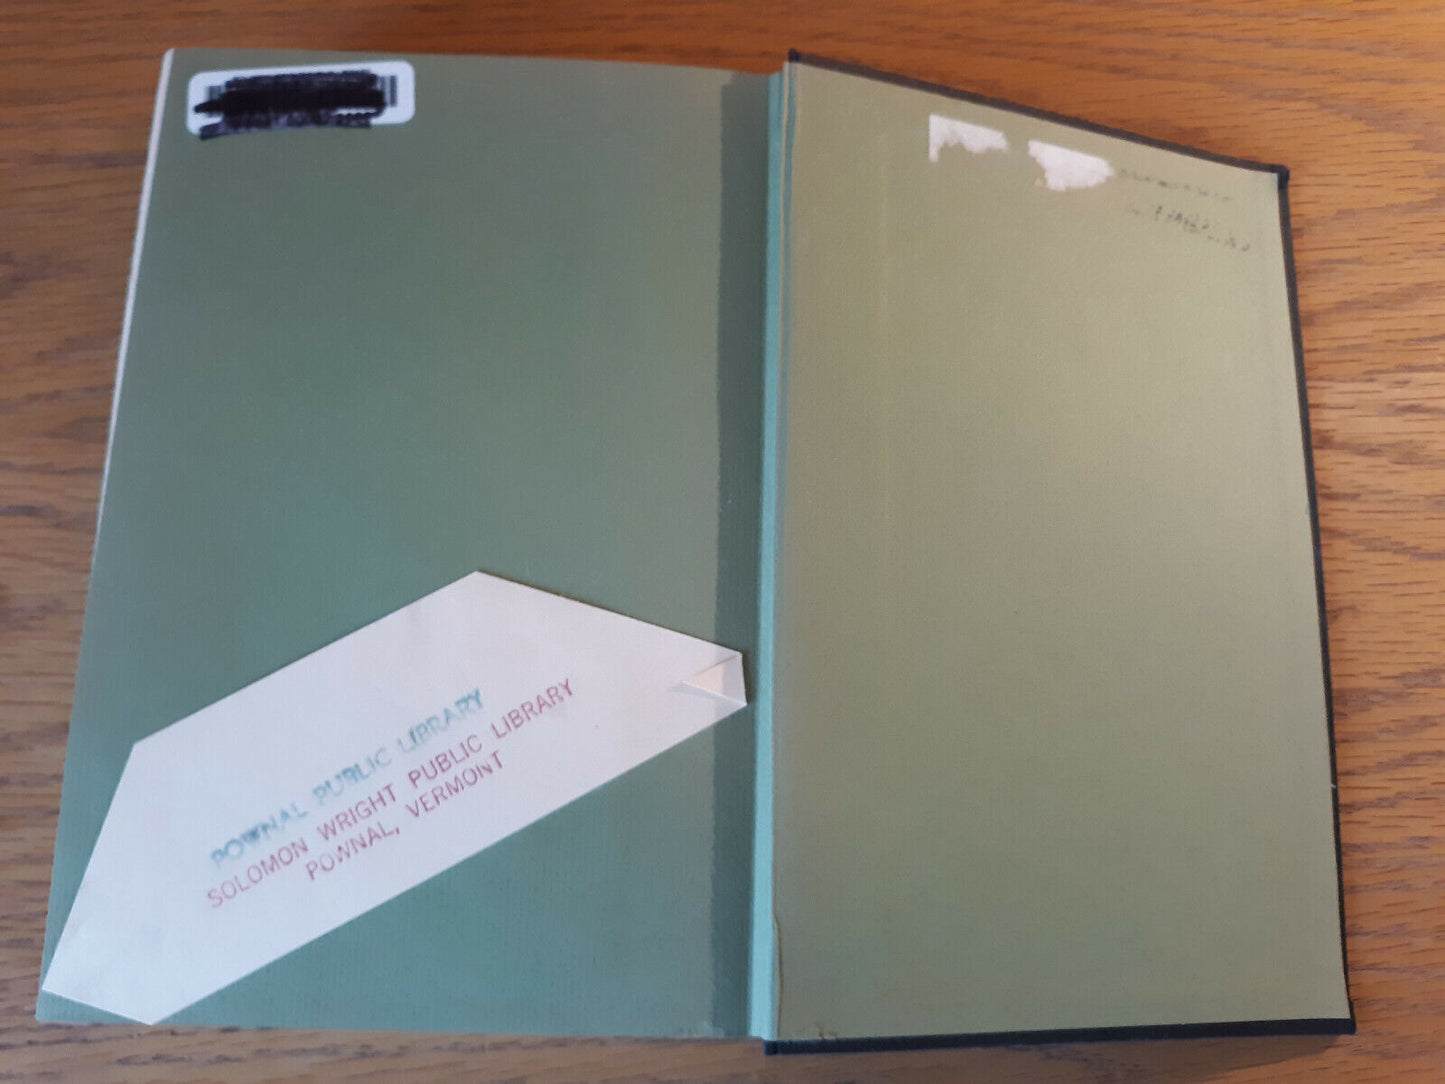 POWNAL PUBLIC LIBRARY
SOLOMON WRIGHT PUBLIC LIBRARY
POWNAL, VERMONT